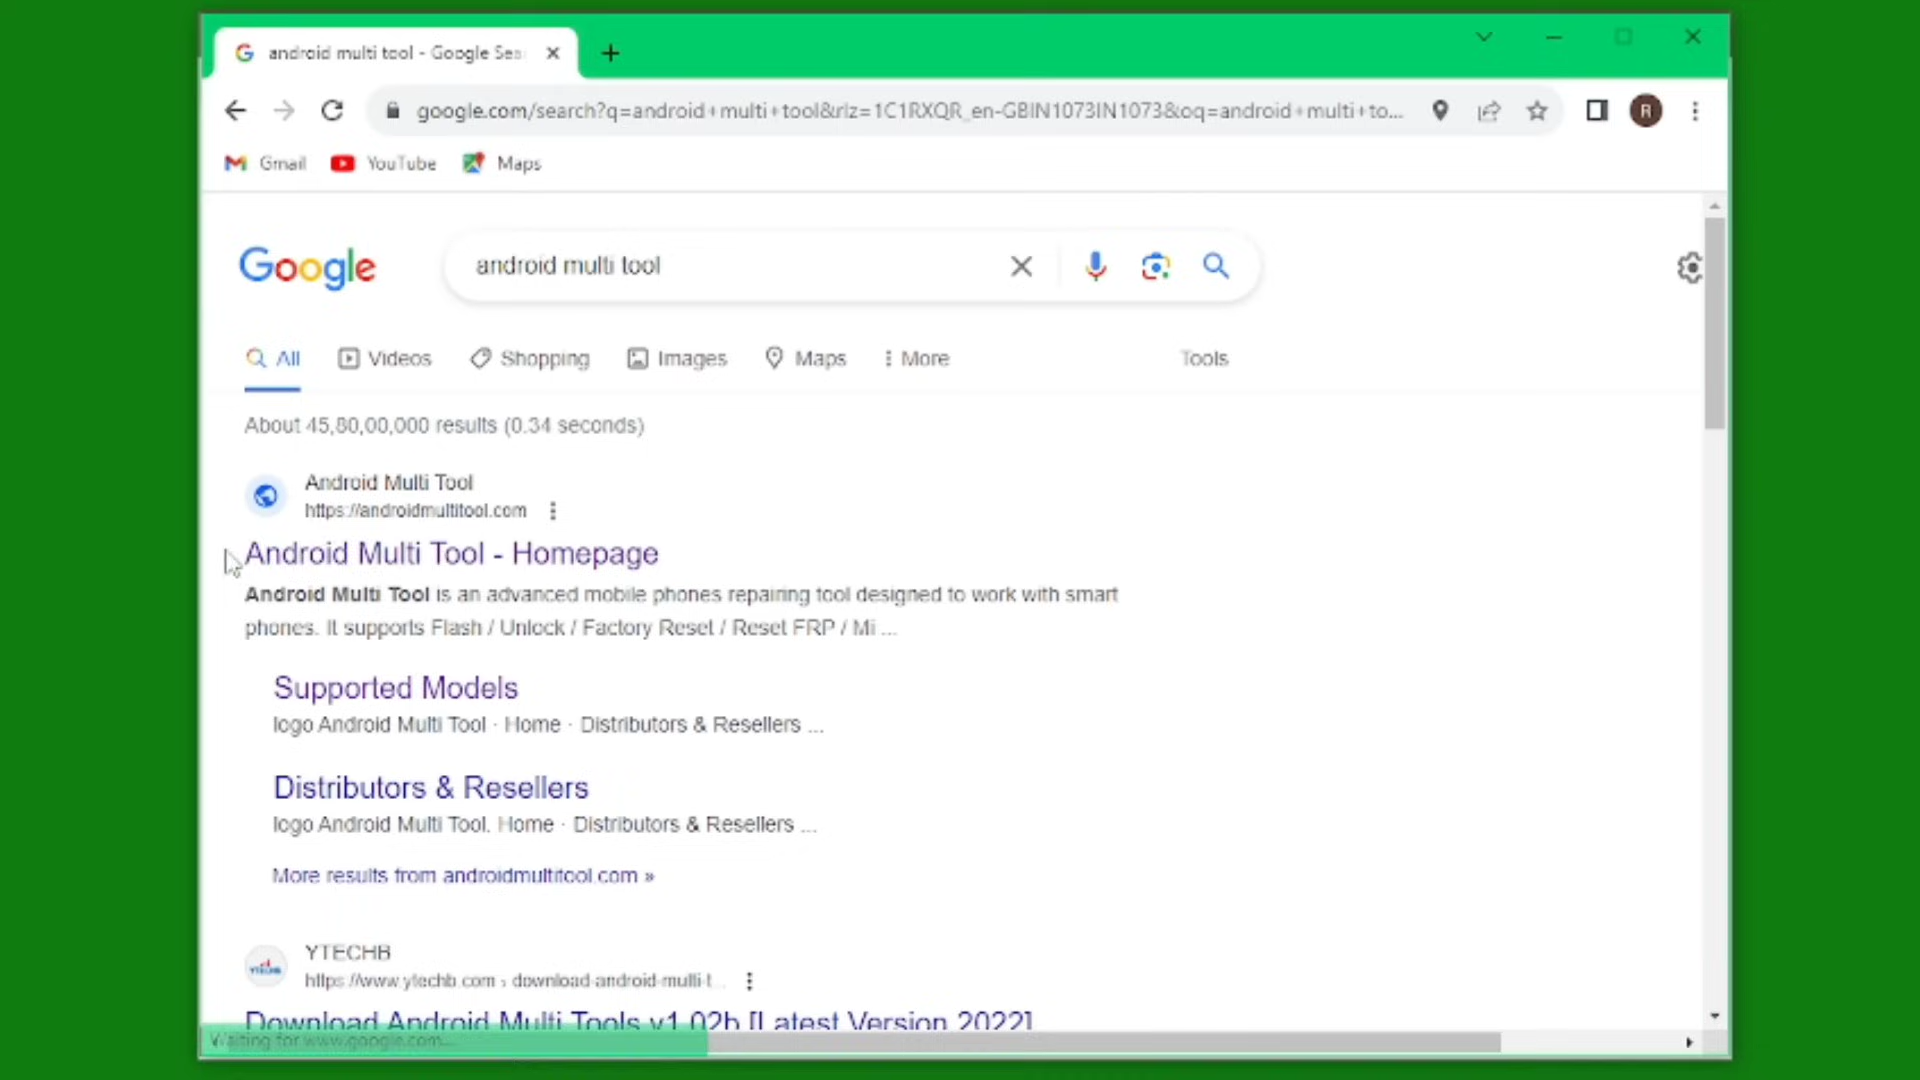 android multi tool - Google Sea
google.com/search?q=android+multi+tool&rlz=1C1RXQR_en-GBIN1073IN1073&oq=android+multi+to...
R
Gmail
YouTube
Maps
Google
android multi tool
All
Videos
Shopping
Images
Maps
More
Tools
About 45,80,00,000 results (0.34 seconds)
Android Multi Tool
https://androidmultitool.com
Android Multi Tool - Homepage
Android Multi Tool is an advanced mobile phones repairing tool designed to work with smart
phones. It supports Flash / Unlock / Factory Reset / Reset FRP / Mi ...
Supported Models
logo Android Multi Tool · Home · Distributors & Resellers ...
Distributors & Resellers
logo Android Multi Tool. Home · Distributors & Resellers ...
More results from androidmultitool.com »
YTECHB
YTECHB
https://www.ytechb.com › download-android-multi-t...
Download Android Multi Tools v1.02b [Latest Version 2022]
Waiting for www.google.com...